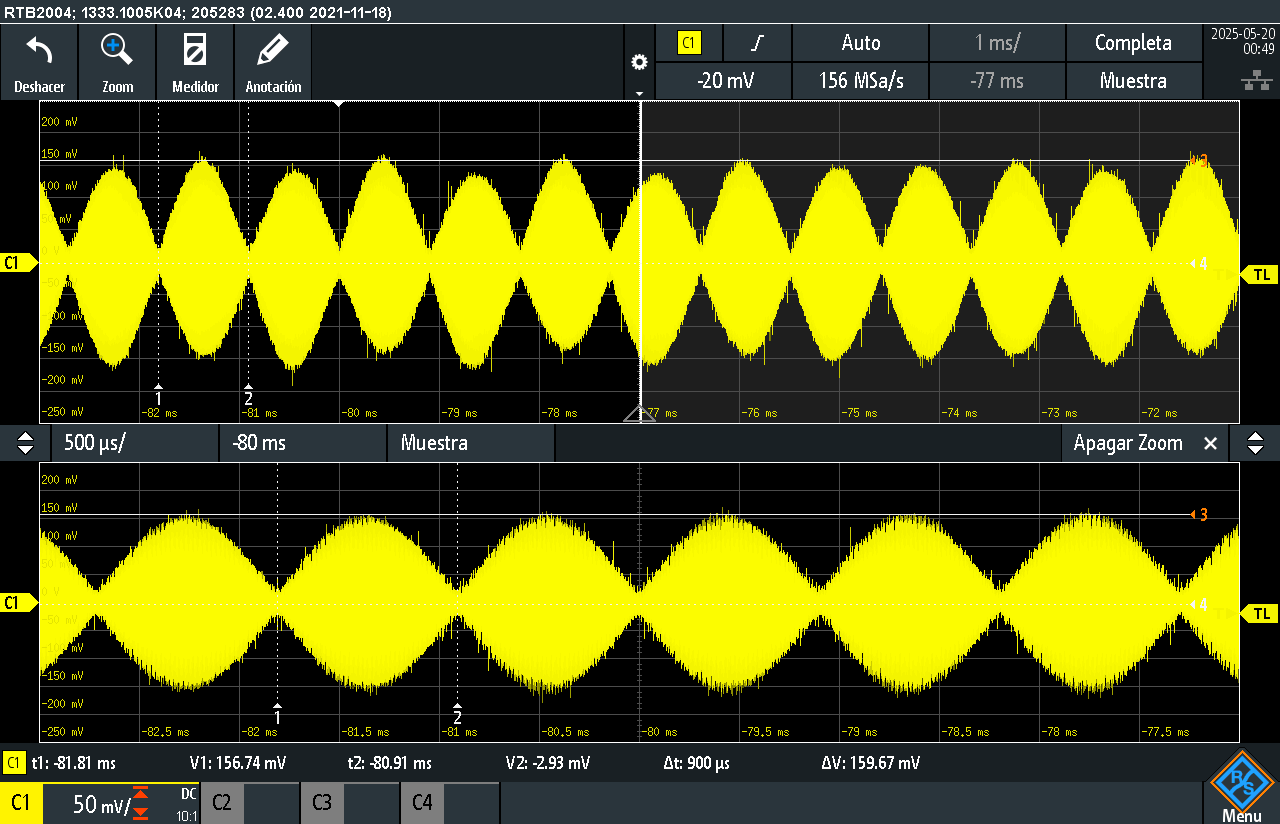 RTB2004; 1333.1005K04; 205283 (02.400 2021-11-18)
Deshacer Zoom Medidor Anotación
C1 Auto 1 ms/ Completa 2025-05-20
00:49
-20 mV 156 MSa/s -77 ms Muestra
200 mV
150 mV
3
100 mV
50 mV
0 V
C1 4 TL
-50 mV
-100 mV
-150 mV
-200 mV
1 2
-250 mV -82 ms -81 ms -80 ms -79 ms -78 ms -77 ms -76 ms -75 ms -74 ms -73 ms -72 ms
500 µs/ -80 ms Muestra Apagar Zoom ✕
200 mV
150 mV
3
100 mV
50 mV
0 V
C1 4 TL
-50 mV
-100 mV
-150 mV
-200 mV
1 2
-250 mV -82.5 ms -82 ms -81.5 ms -81 ms -80.5 ms -80 ms -79.5 ms -79 ms -78.5 ms -78 ms -77.5 ms
C1 t1: -81.81 ms V1: 156.74 mV t2: -80.91 ms V2: -2.93 mV Δt: 900 µs ΔV: 159.67 mV
C1 50 mV/ DC
10:1
C2 C3 C4
R&S
Menu